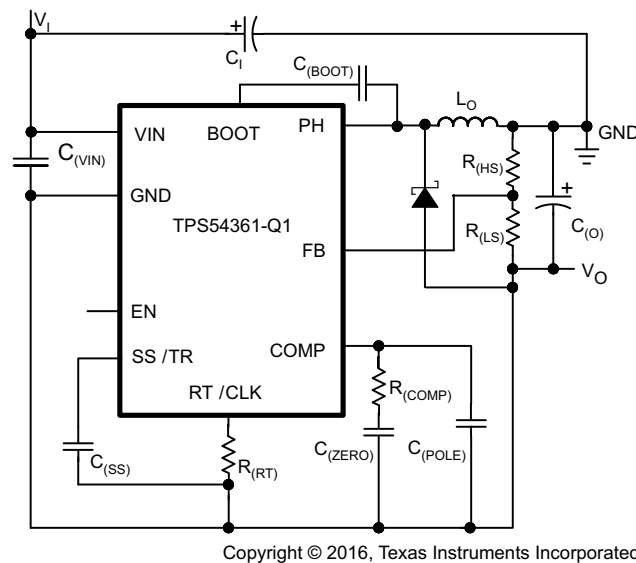 V_I
C_I
C_(BOOT)
L_O
VIN
BOOT
PH
GND
C_(VIN)
R_(HS)
GND
TPS54361-Q1
R_(LS)
C_(O)
FB
V_O
EN
COMP
SS /TR
RT /CLK
R_(COMP)
C_(SS)
R_(RT)
C_(ZERO)
C_(POLE)
Copyright © 2016, Texas Instruments Incorporated